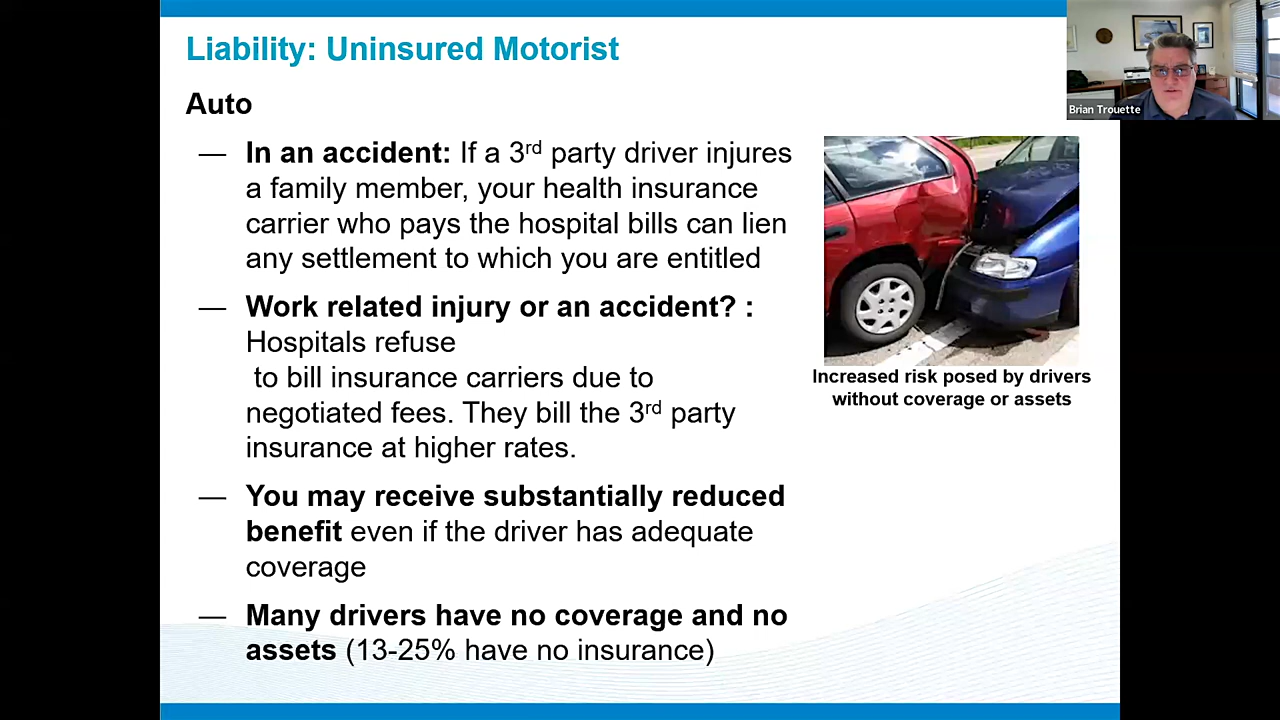 Liability: Uninsured Motorist
Brian Trouette
Auto
— In an accident: If a 3rd party driver injures
a family member, your health insurance
carrier who pays the hospital bills can lien
any settlement to which you are entitled
— Work related injury or an accident? :
Hospitals refuse
to bill insurance carriers due to
negotiated fees. They bill the 3rd party
insurance at higher rates.
— You may receive substantially reduced
benefit even if the driver has adequate
coverage
— Many drivers have no coverage and no
assets (13-25% have no insurance)
Increased risk posed by drivers
without coverage or assets